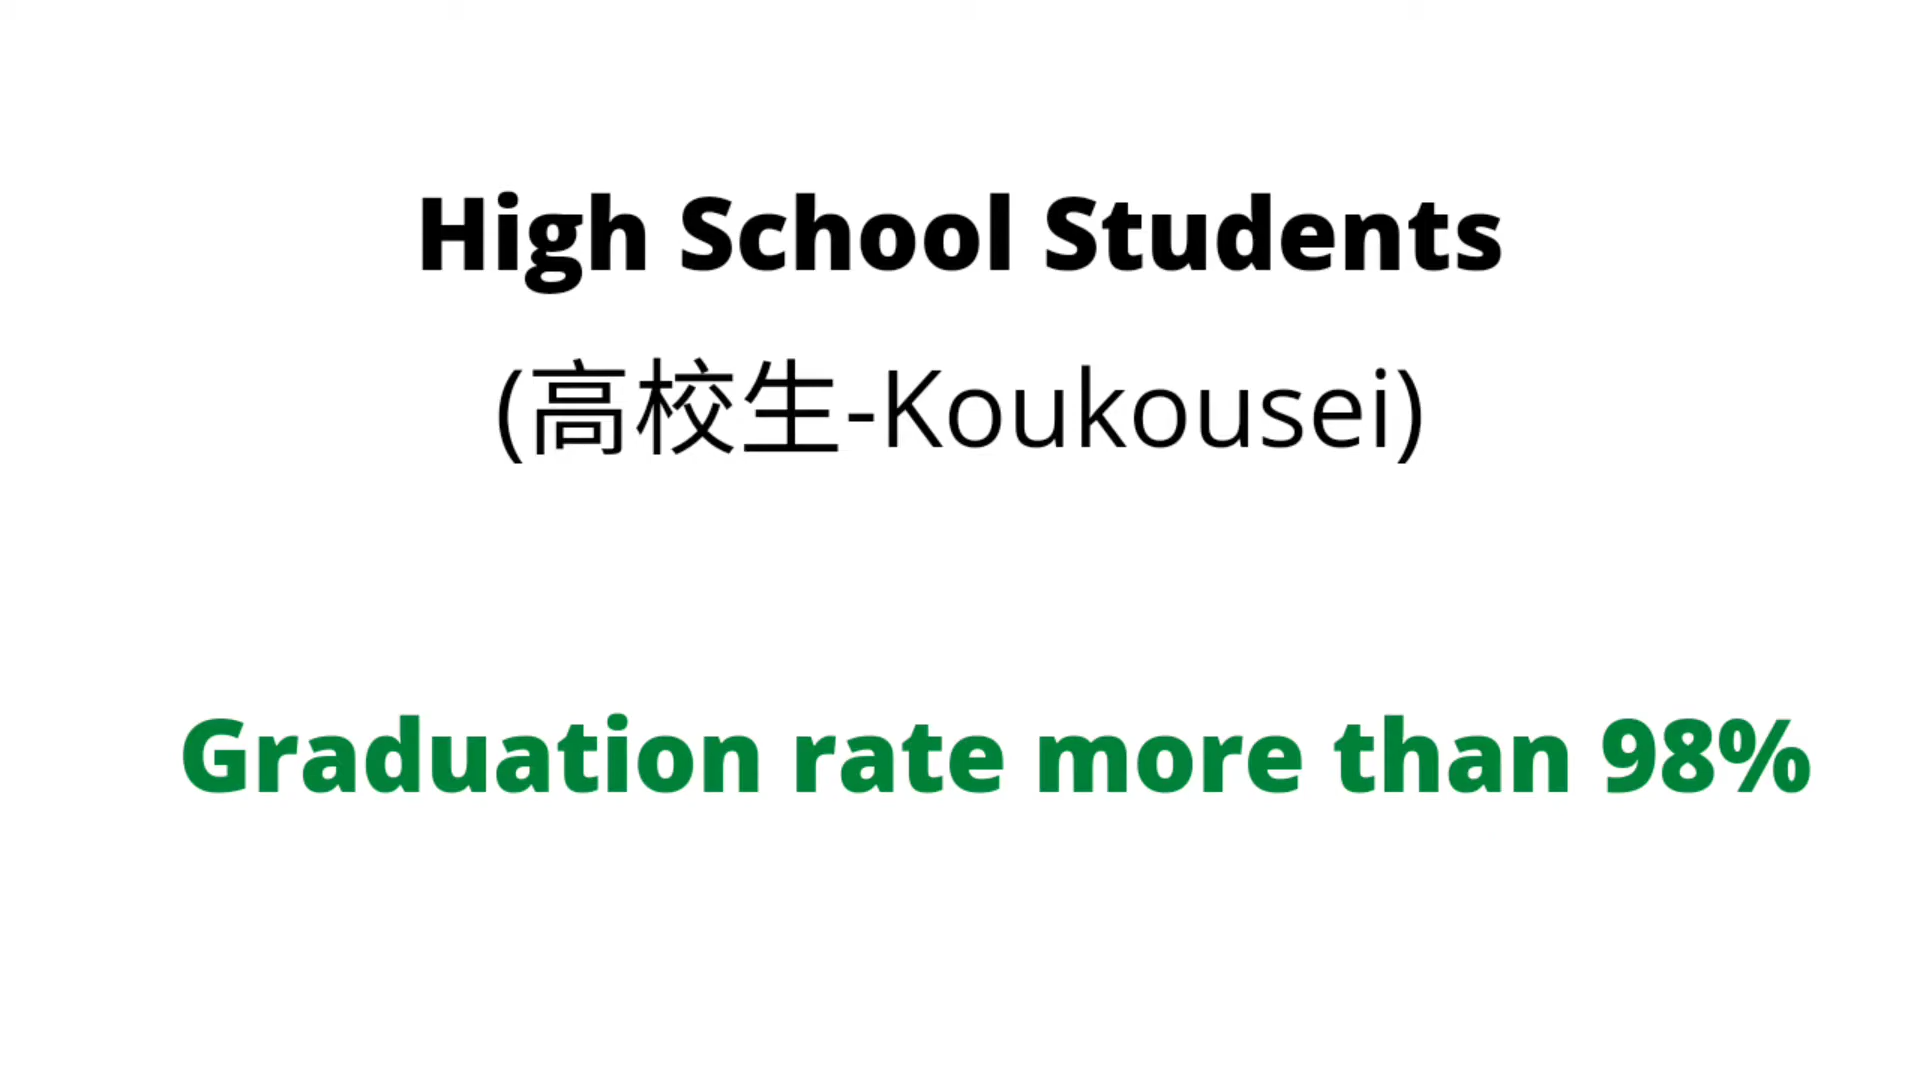 High School Students
(高校生-Koukousei)
Graduation rate more than 98%